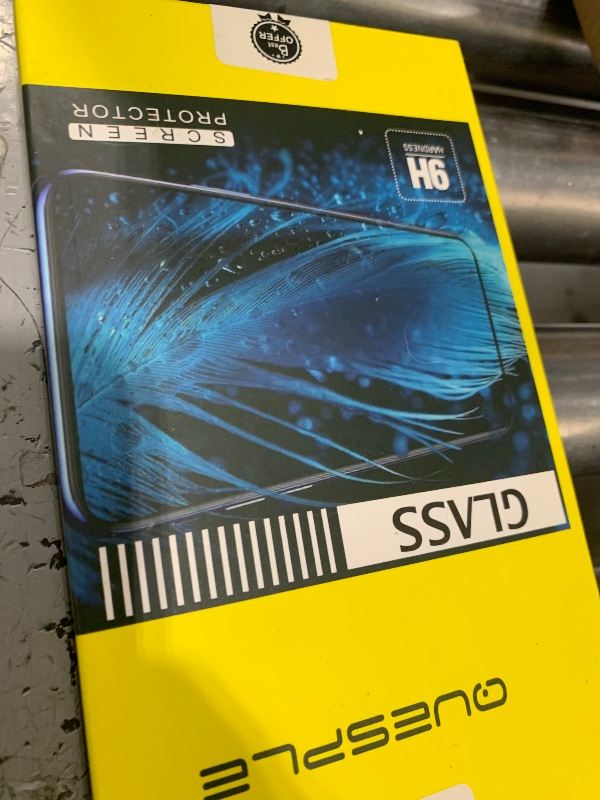 QUESPLE
GLASS
9H
HARDNESS
SCREEN
PROTECTOR
Best
OFFER